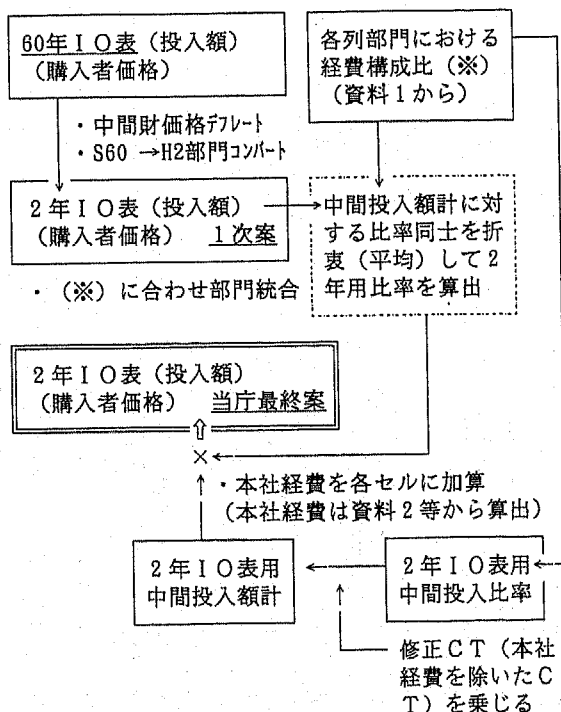 60年ＩＯ表（投入額）
（購入者価格）
各列部門における
経費構成比（※）
（資料１から）
・中間財価格ﾃﾞﾌﾚｰﾄ
・S60 →H2部門ｺﾝﾊﾞｰﾄ
２年ＩＯ表（投入額）
（購入者価格）　１次案
中間投入額計に対
する比率同士を折
衷（平均）して２
年用比率を算出
・（※）に合わせ部門統合
２年ＩＯ表（投入額）
（購入者価格）　当庁最終案
×
・本社経費を各セルに加算
（本社経費は資料２等から算出）
２年ＩＯ表用
中間投入額計
２年ＩＯ表用
中間投入比率
修正ＣＴ（本社
経費を除いたＣ
Ｔ）を乗じる